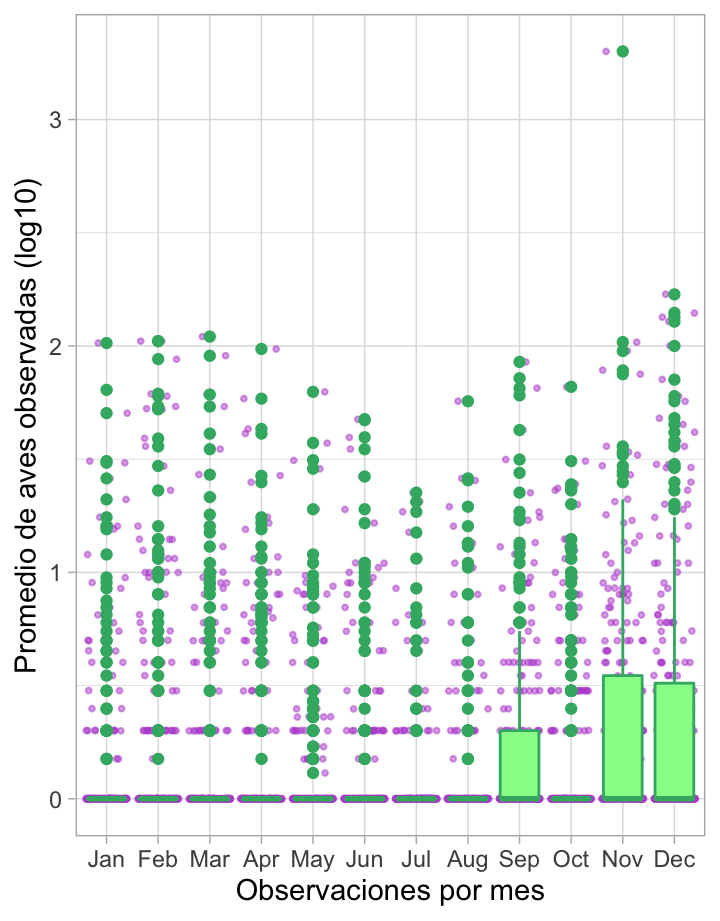 Promedio de aves observadas (log10)
3
2
1
0
Jan Feb Mar Apr May Jun Jul Aug Sep Oct Nov Dec
Observaciones por mes